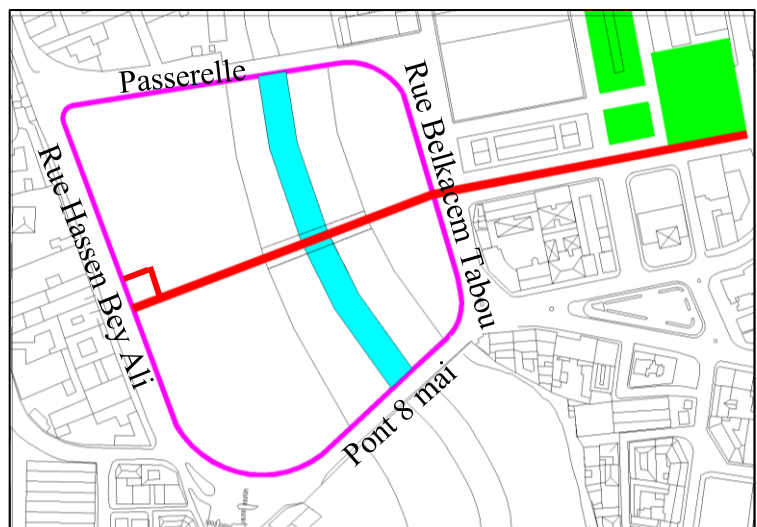 Passerelle
Rue Belkacem Tabou
Rue Hassen Bey Ali
Pont 8 mai